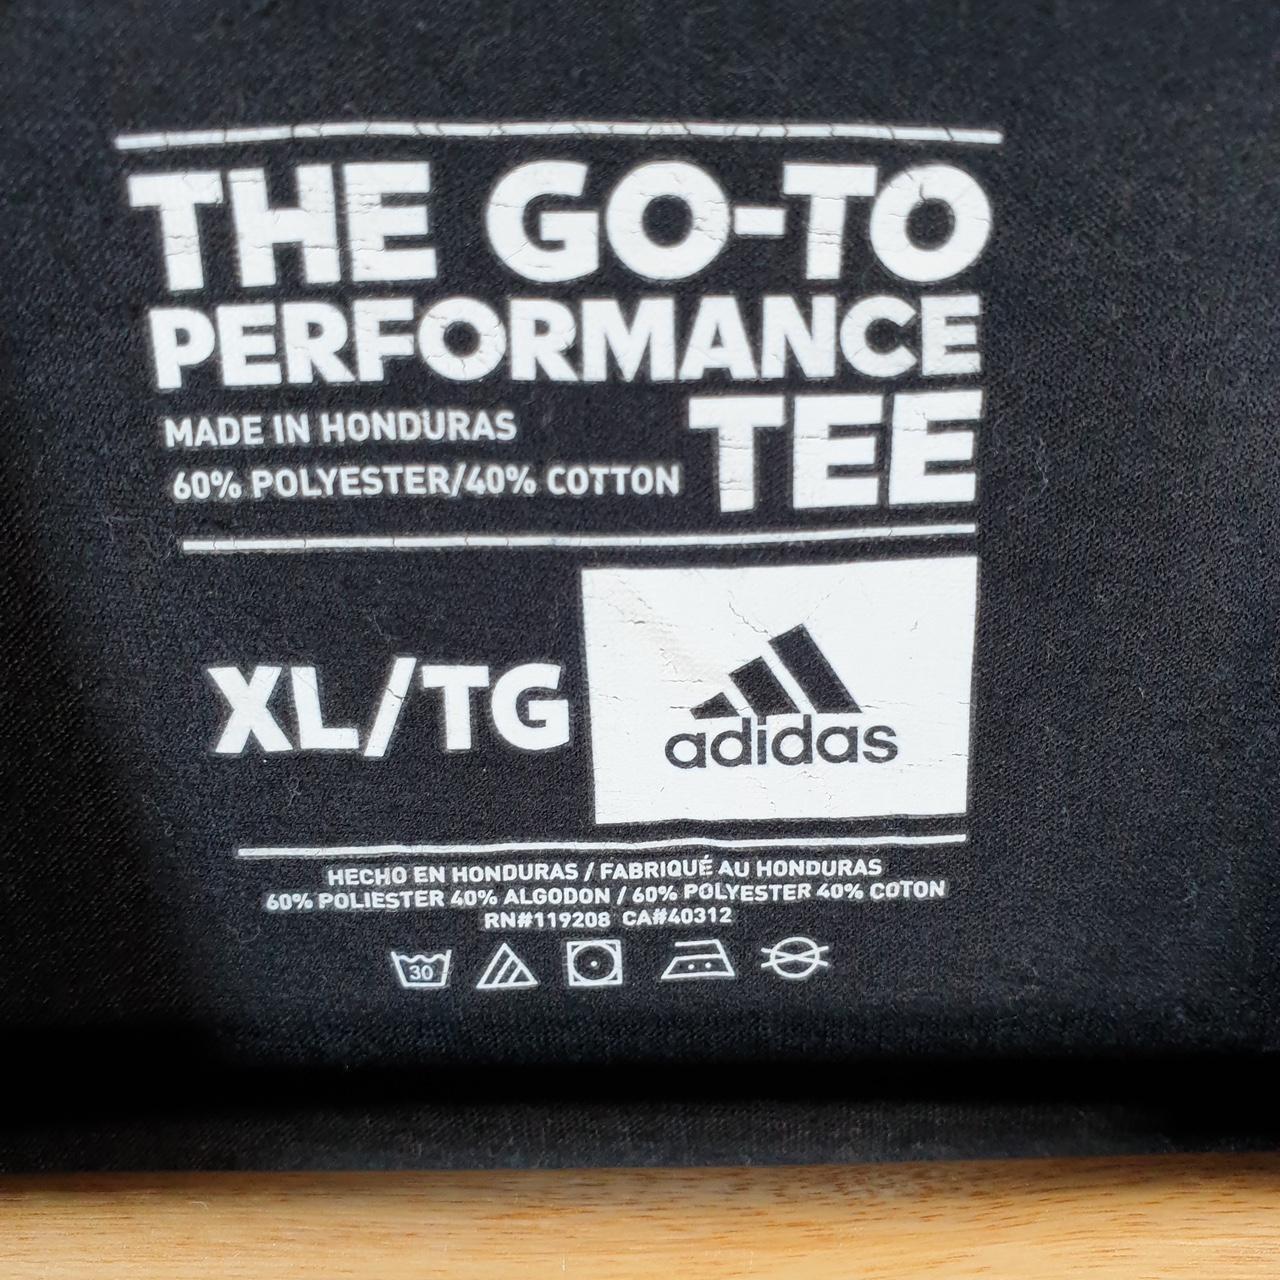 THE GO-TO
PERFORMANCE
TEE
MADE IN HONDURAS
60% POLYESTER/40% COTTON
XL/TG
adidas
HECHO EN HONDURAS / FABRIQUÉ AU HONDURAS
60% POLIESTER 40% ALGODON / 60% POLYESTER 40% COTON
RN#119208 CA#40312
30